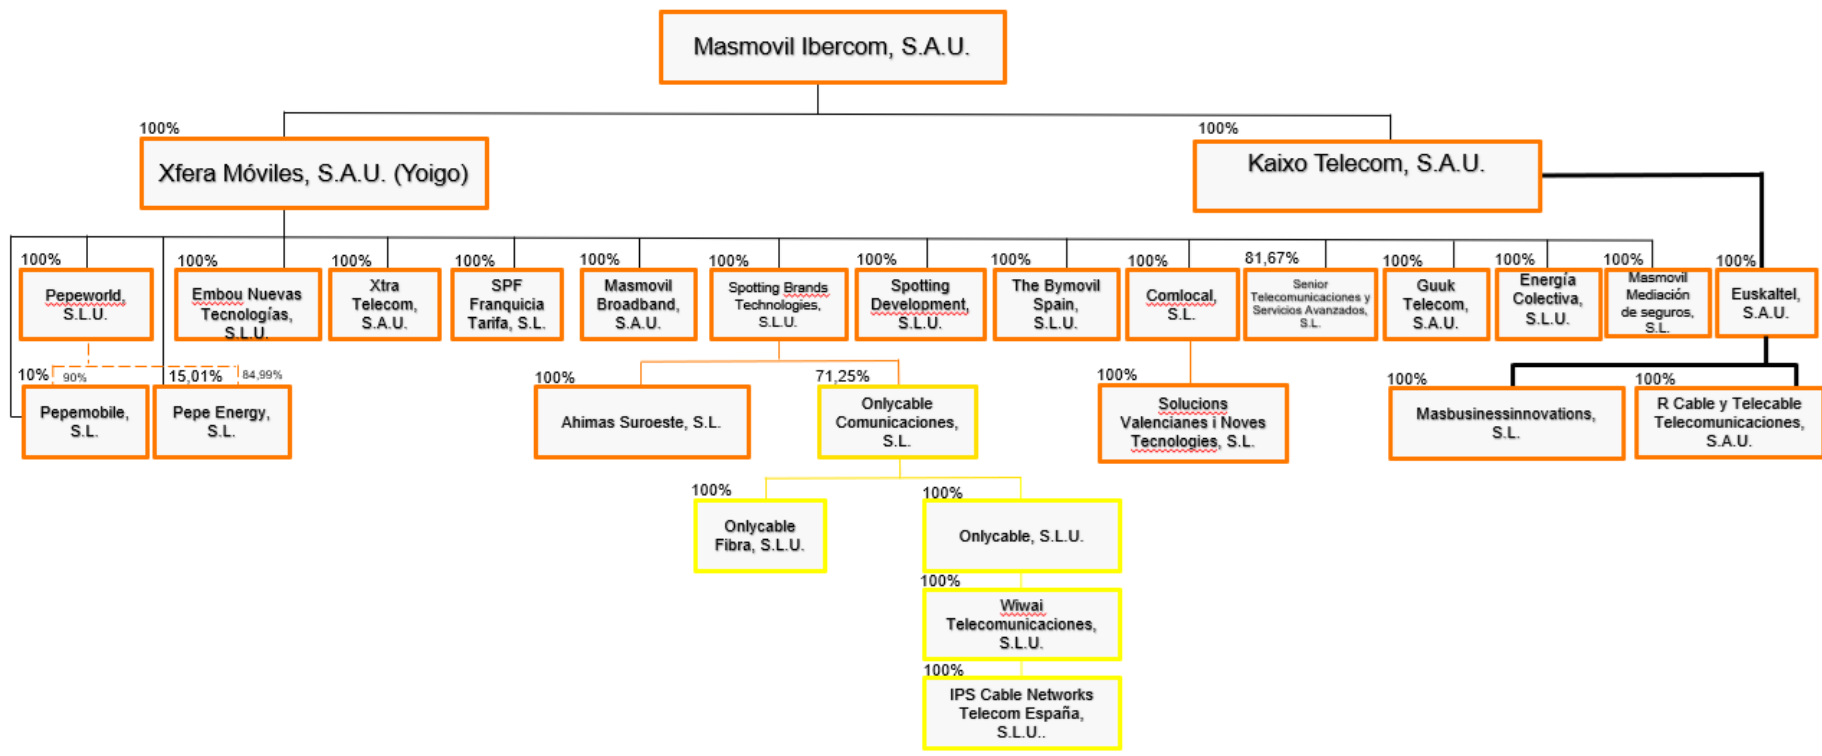 Masmovil Ibercom, S.A.U.
100%
Xfera Móviles, S.A.U. (Yoigo)
100%
Kaixo Telecom, S.A.U.
100%
Pepeworld,
S.L.U.
100%
Embou Nuevas
Tecnologías,
S.L.U.
100%
Xtra
Telecom,
S.A.U.
100%
SPF
Franquicia
Tarifa, S.L.
100%
Masmovil
Broadband,
S.A.U.
100%
Spotting Brands
Technologies,
S.L.U.
100%
Spotting
Development,
S.L.U.
100%
The Bymovil
Spain,
S.L.U.
100%
Comlocal,
S.L.
81,67%
Senior
Telecomunicaciones y
Servicios Avanzados,
S.L.
100%
Guuk
Telecom,
S.A.U.
100%
Energía
Colectiva,
S.L.U.
100%
Masmovil
Mediación
de seguros,
S.L.
100%
Euskaltel,
S.A.U.
10%
90%
Pepemobile,
S.L.
15,01%
84,99%
Pepe Energy,
S.L.
100%
Ahimas Suroeste, S.L.
71,25%
Onlycable
Comunicaciones,
S.L.
100%
Solucions
Valencianes i Noves
Tecnologies, S.L.
100%
Masbusinessinnovations,
S.L.
100%
R Cable y Telecable
Telecomunicaciones,
S.A.U.
100%
Onlycable
Fibra, S.L.U.
100%
Onlycable, S.L.U.
100%
Wiwai
Telecomunicaciones,
S.L.U.
100%
IPS Cable Networks
Telecom España,
S.L.U..